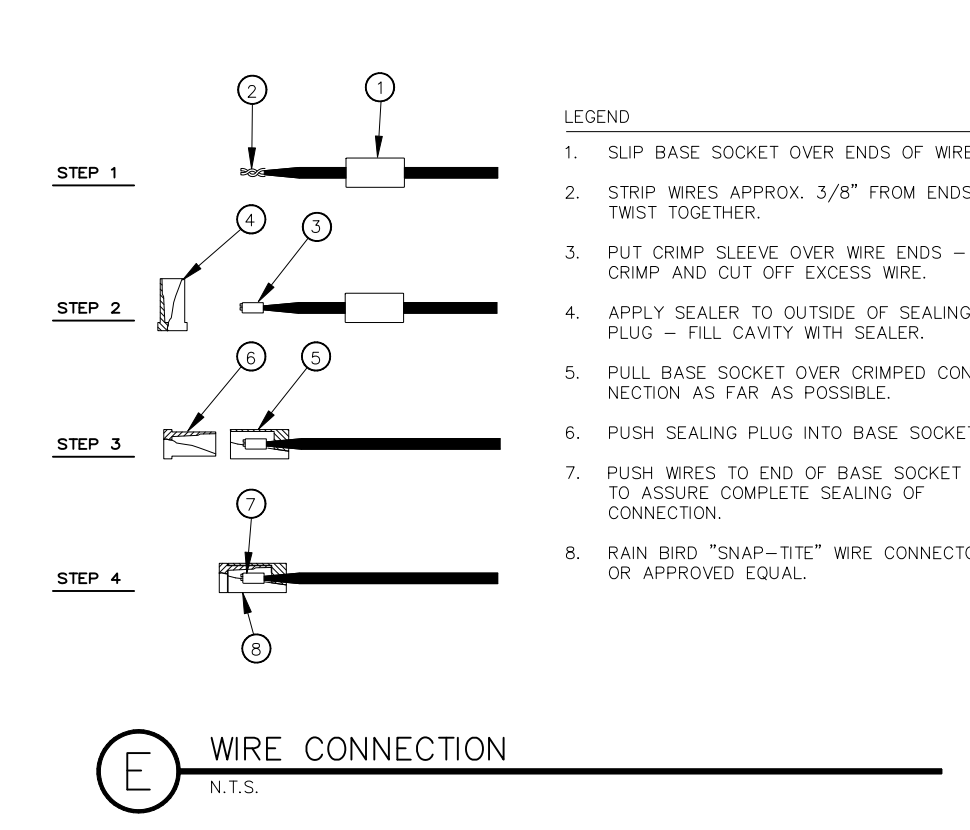 2
1
STEP 1
4
3
STEP 2
6
5
STEP 3
7
STEP 4
8
LEGEND
1. SLIP BASE SOCKET OVER ENDS OF WIRE
2. STRIP WIRES APPROX. 3/8" FROM ENDS
TWIST TOGETHER.
3. PUT CRIMP SLEEVE OVER WIRE ENDS –
CRIMP AND CUT OFF EXCESS WIRE.
4. APPLY SEALER TO OUTSIDE OF SEALING
PLUG – FILL CAVITY WITH SEALER.
5. PULL BASE SOCKET OVER CRIMPED CON
NECTION AS FAR AS POSSIBLE.
6. PUSH SEALING PLUG INTO BASE SOCKET
7. PUSH WIRES TO END OF BASE SOCKET
TO ASSURE COMPLETE SEALING OF
CONNECTION.
8. RAIN BIRD "SNAP–TITE" WIRE CONNECTO
OR APPROVED EQUAL.
E
WIRE CONNECTION
N.T.S.